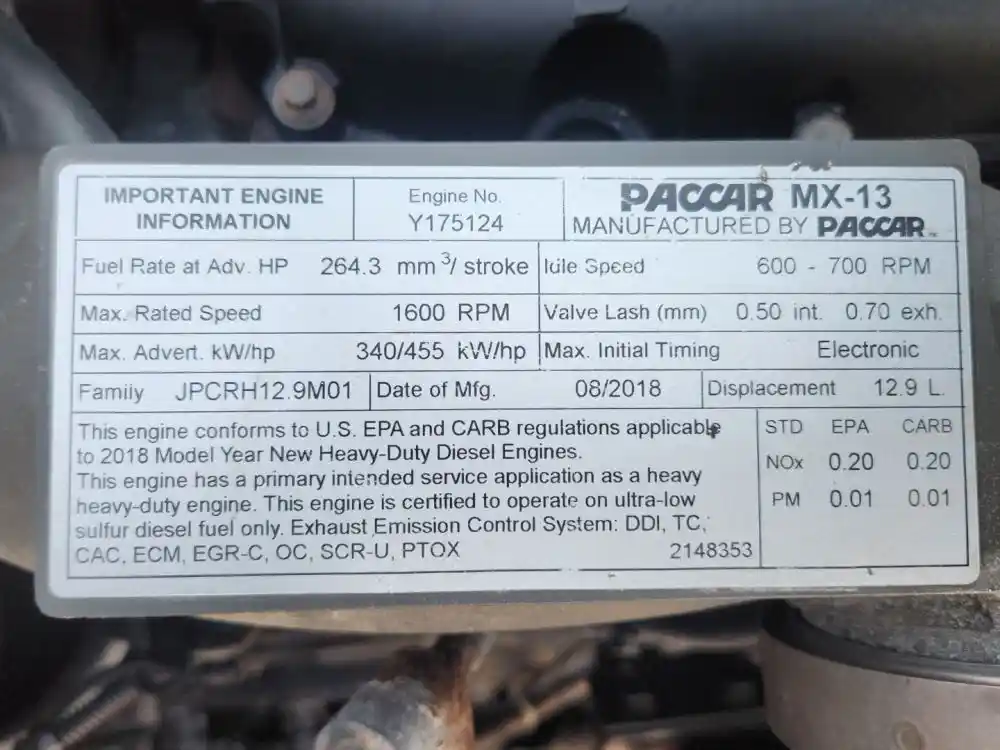 IMPORTANT ENGINE
INFORMATION
Engine No.
Y175124
PACCAR MX-13
MANUFACTURED BY PACCAR
Fuel Rate at Adv. HP 264.3 mm³/ stroke
Idle Speed 600 - 700 RPM
Max. Rated Speed 1600 RPM
Valve Lash (mm) 0.50 int. 0.70 exh.
Max. Advert. kW/hp 340/455 kW/hp
Max. Initial Timing Electronic
Family JPCRH12.9M01
Date of Mfg. 08/2018
Displacement 12.9 L.
This engine conforms to U.S. EPA and CARB regulations applicable
to 2018 Model Year New Heavy-Duty Diesel Engines.
This engine has a primary intended service application as a heavy
heavy-duty engine. This engine is certified to operate on ultra-low
sulfur diesel fuel only. Exhaust Emission Control System: DDI, TC,
CAC, ECM, EGR-C, OC, SCR-U, PTOX 2148353
STD EPA CARB
NOx 0.20 0.20
PM 0.01 0.01